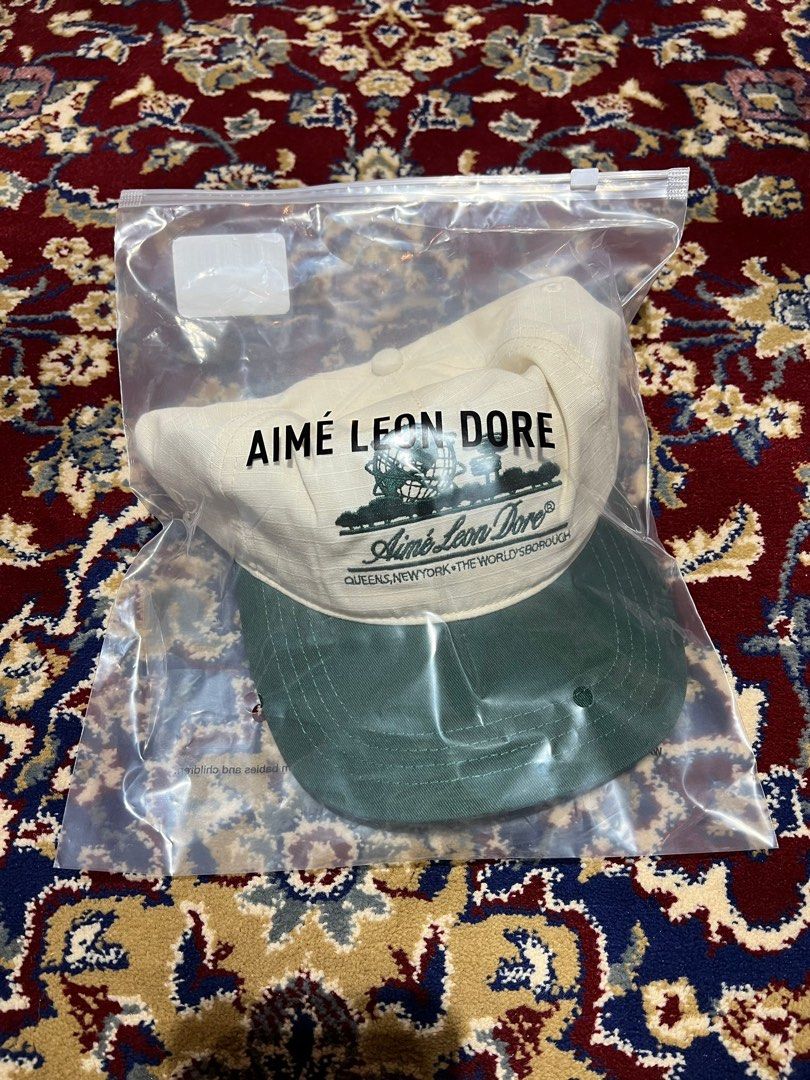 AIMÉ LEON DORE
Aimé Leon Dore®
QUEENS, NEW YORK • THE WORLD'S BOROUGH
m babies and children.